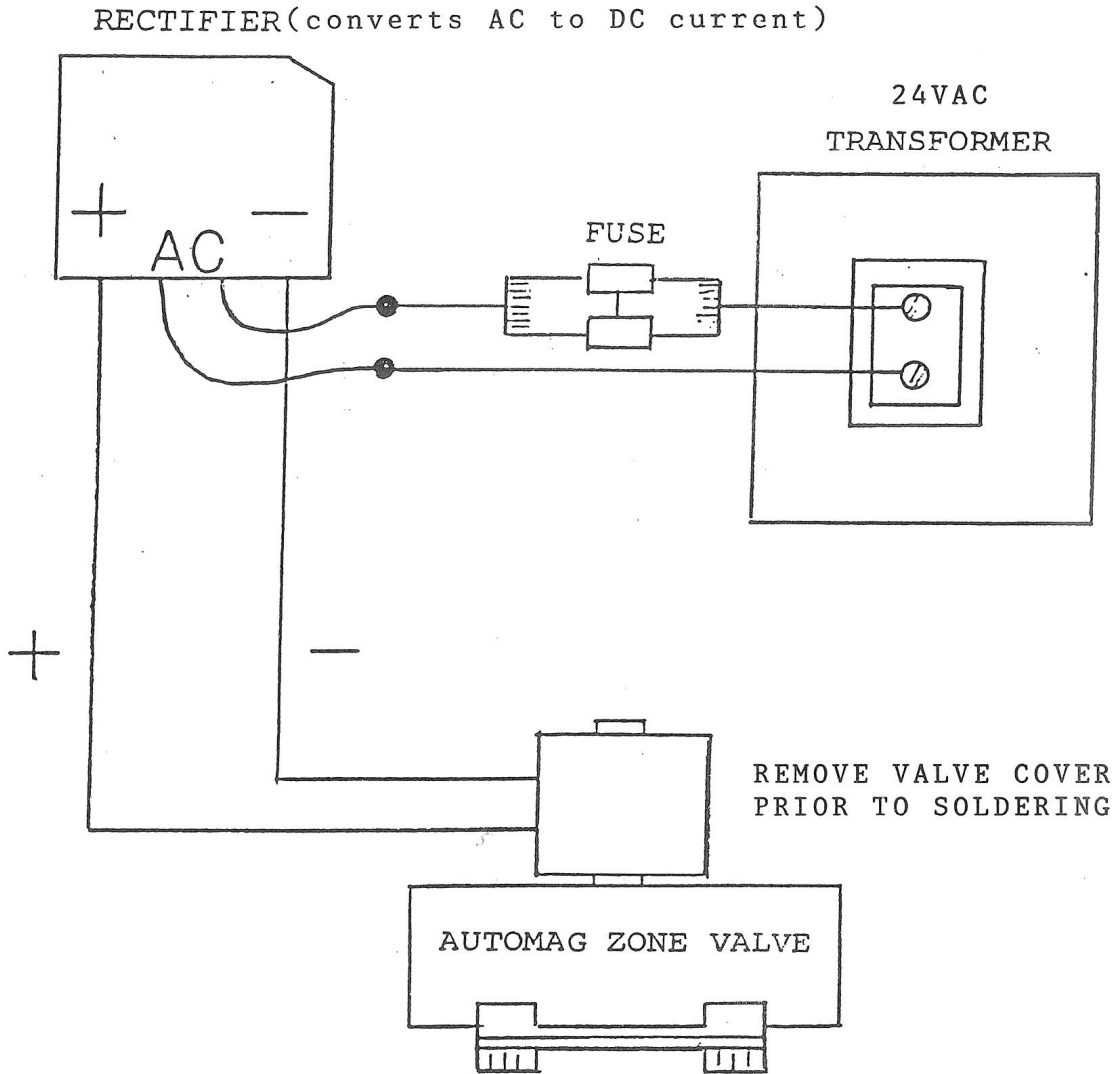 RECTIFIER(converts AC to DC current)
24VAC
TRANSFORMER
+ −
AC
FUSE
+ −
REMOVE VALVE COVER
PRIOR TO SOLDERING
AUTOMAG ZONE VALVE